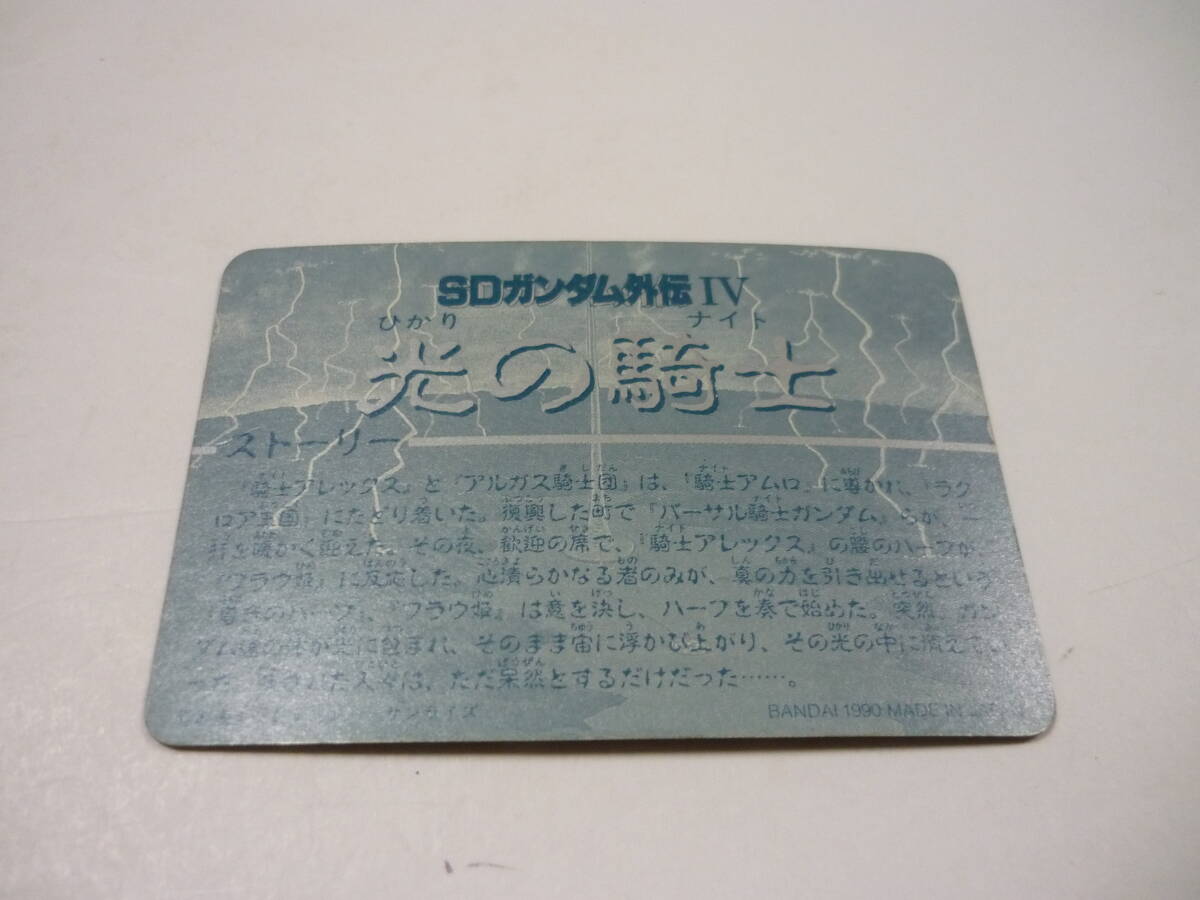 SDガンダム外伝 IV
ひかり ナイト
光の騎士
ストーリー
『騎士アレックス』と『アルガス騎士団』は、『騎士アムロ』に導かれ、『ラク
ロア王国』にたどり着いた。復興した町で『バーサル騎士ガンダム』らが
行を暖かく迎えた。その夜、歓迎の席で、『騎士アレックス』の腰のハープが、
『フラウ姫』に反応した。心清らかなる者のみが、真の力を引き出せるという
ハープ』、『フラウ姫』は意を決し、ハープを奏で始めた。突然、ガン
ダム達の体が光に包まれ、そのまま宙に浮かび上がり、その光の中に消えてい
った。残された人々は、ただ呆然とするだけだった……。
サンライズ BANDAI 1990 MADE IN JAPAN